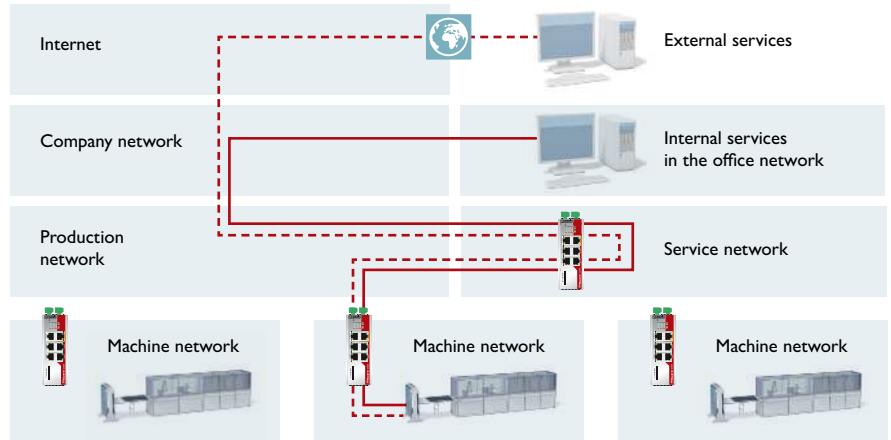 Internet
External services
Company network
Internal services
in the office network
Production
network
Service network
Machine network
Machine network
Machine network